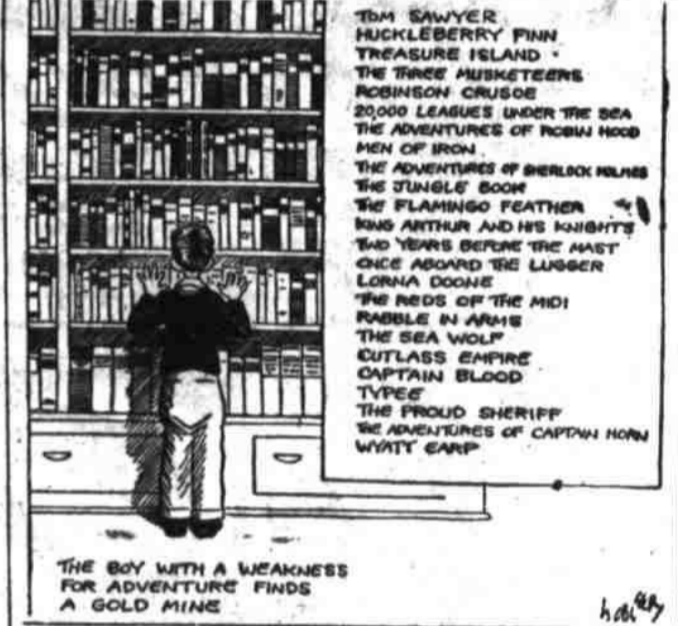 TOM SAWYER
HUCKLEBERRY FINN
TREASURE ISLAND
THE THREE MUSKETEERS
ROBINSON CRUSOE
20,000 LEAGUES UNDER THE SEA
THE ADVENTURES OF ROBIN HOOD
MEN OF IRON
THE ADVENTURES OF SHERLOCK HOLMES
THE JUNGLE BOOK
THE FLAMINGO FEATHER
KING ARTHUR AND HIS KNIGHTS
TWO YEARS BEFORE THE MAST
ONCE ABOARD THE LUGGER
LORNA DOONE
THE REDS OF THE MIDI
RABBLE IN ARMS
THE SEA WOLF
CUTLASS EMPIRE
CAPTAIN BLOOD
TYPEE
THE PROUD SHERIFF
THE ADVENTURES OF CAPTAIN HORN
WYATT EARP
THE BOY WITH A WEAKNESS
FOR ADVENTURE FINDS
A GOLD MINE